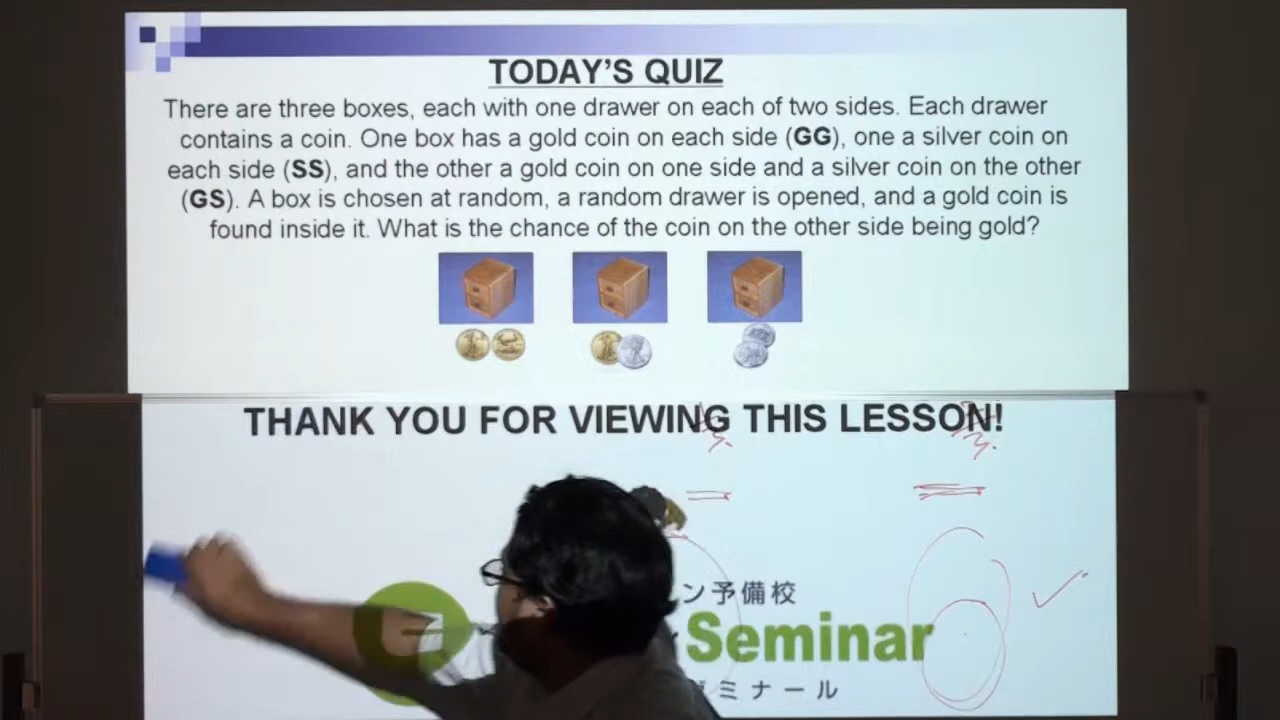 TODAY'S QUIZ
There are three boxes, each with one drawer on each of two sides. Each drawer
contains a coin. One box has a gold coin on each side (GG), one a silver coin on
each side (SS), and the other a gold coin on one side and a silver coin on the other
(GS). A box is chosen at random, a random drawer is opened, and a gold coin is
found inside it. What is the chance of the coin on the other side being gold?
THANK YOU FOR VIEWING THIS LESSON!
ン予備校
Seminar
ミナール